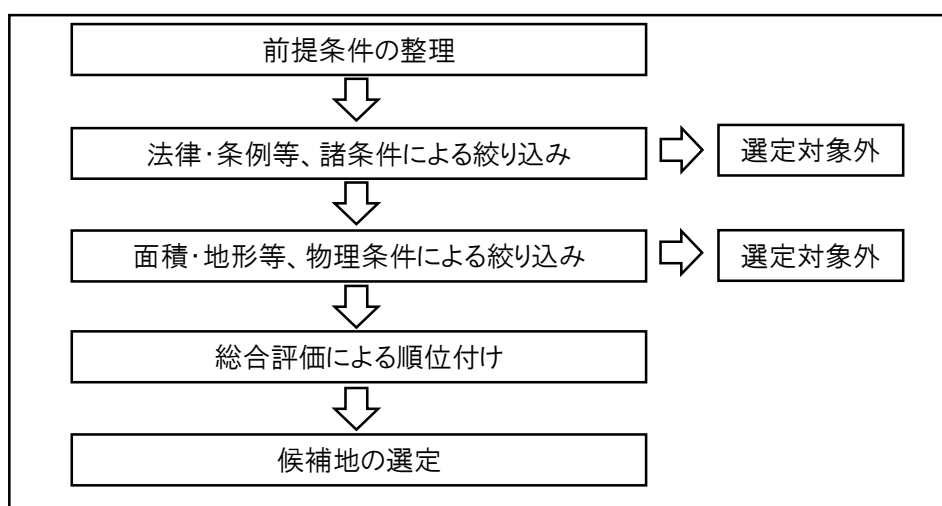 前提条件の整理
法律・条例等、諸条件による絞り込み
選定対象外
面積・地形等、物理条件による絞り込み
選定対象外
総合評価による順位付け
候補地の選定